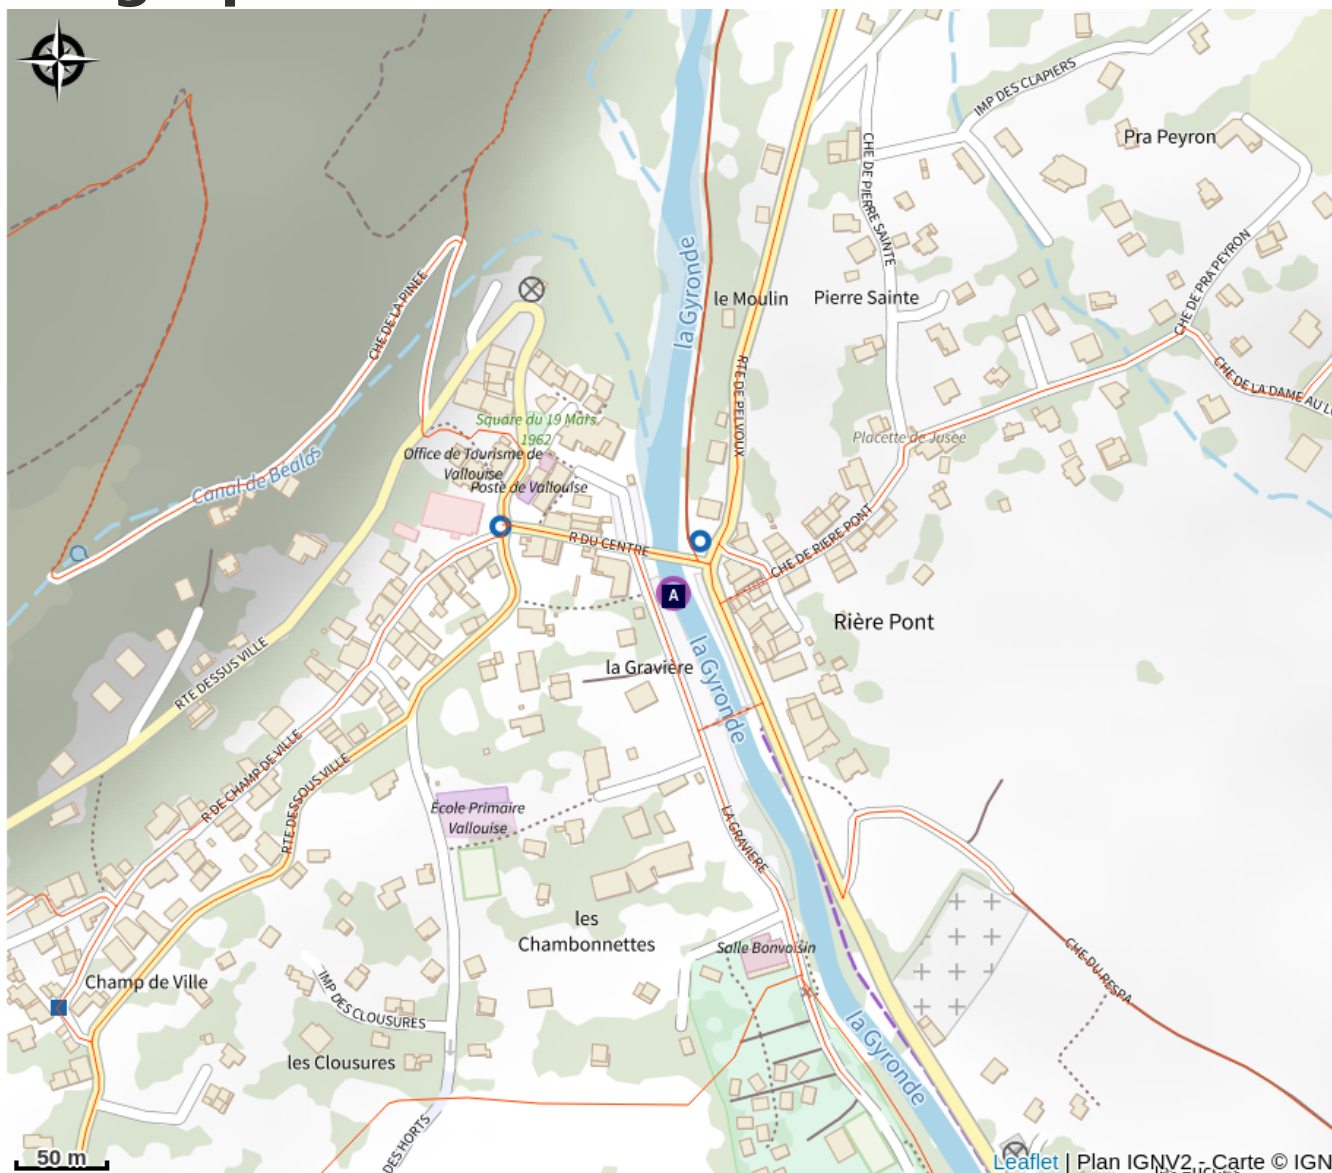 IMP DES CLAPIERS
Pra Peyron
CHE DE PIERRE SAINTE
CHE DE PRA PEYRON
la Gyronde
le Moulin
Pierre Sainte
CHE DE LA PINEE
RTE DE PELVOUX
CHE DE LA DAME AU L
Square du 19 Mars
1962
Placette de Jusée
Office de Tourisme de
Vallouise
Poste de Vallouise
Canal de Béalas
R DU CENTRE
CHE DE RIERE PONT
A
Rière Pont
la Gravière
la Gyronde
RTE DESSUS VILLE
R DE CHAMP DE VILLE
RTE DESSOUS VILLE
École Primaire
Vallouise
LA GRAVIERE
les
Chambonnettes
Salle Bonvoisin
CHE DU PESPA
Champ de Ville
IMP DES CLOUSURES
les Clousures
la Gyronde
DES HORTS
50 m
Leaflet | Plan IGNV2 - Carte © IGN